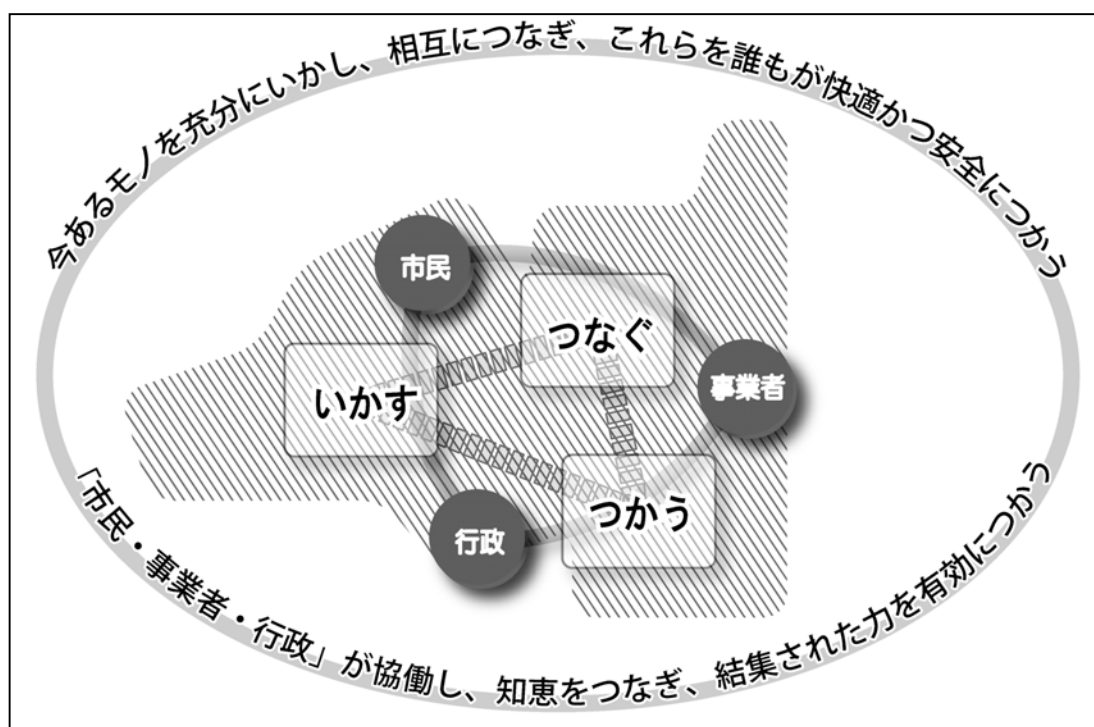 今あるモノを充分にいかし、相互につなぎ、これらを誰もが快適かつ安全につかう
市民
つなぐ
いかす
事業者
つかう
行政
「市民・事業者・行政」が協働し、知恵をつなぎ、結集された力を有効につかう